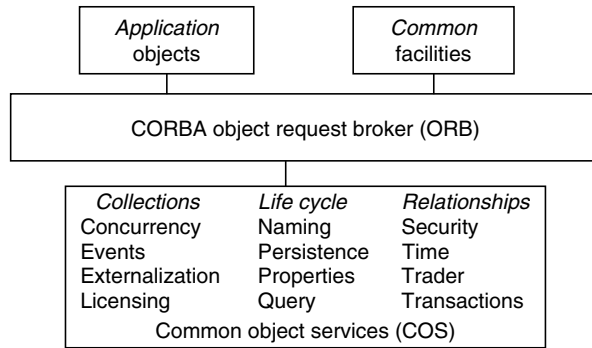 Application objects
Common facilities
CORBA object request broker (ORB)
Collections Life cycle Relationships
Concurrency Naming Security
Events Persistence Time
Externalization Properties Trader
Licensing Query Transactions
Common object services (COS)